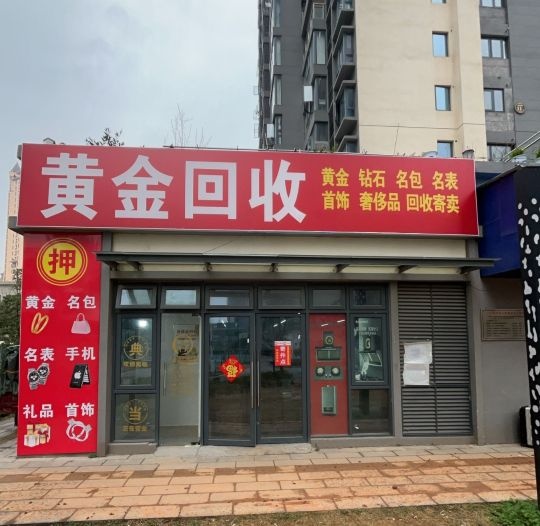 黄金回收
黄金 钻石 名包 名表
首饰 奢侈品 回收寄卖
押
黄金 名包
名表 手机
礼品 首饰
典
当